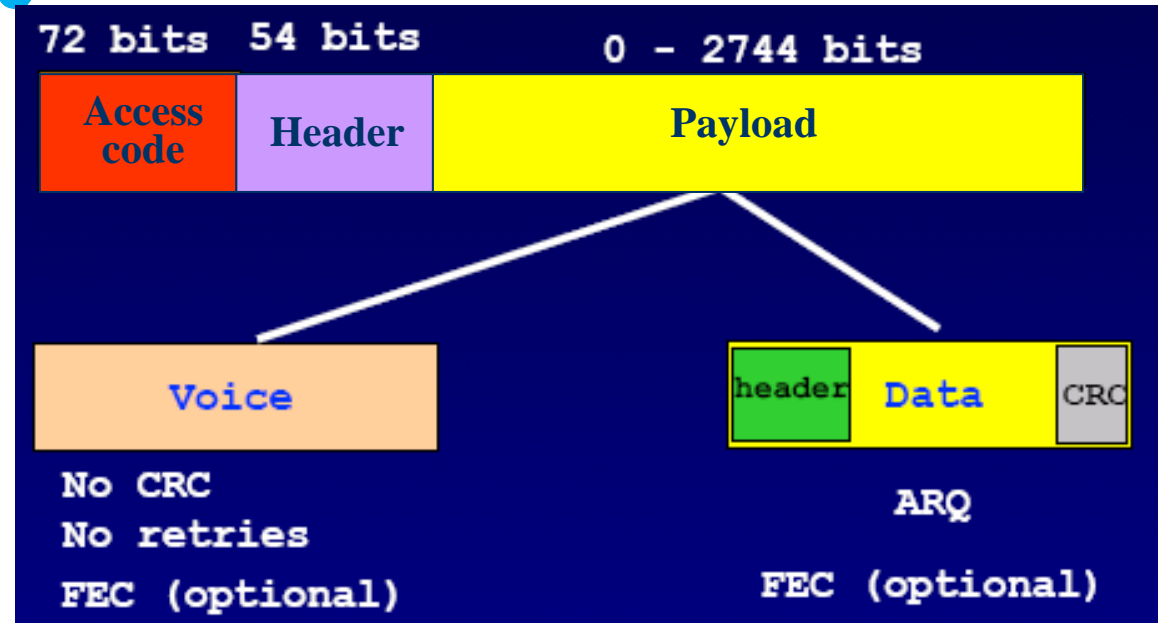 72 bits 54 bits 0 - 2744 bits
Access
code
Header
Payload
Voice
header
Data
CRC
No CRC
No retries
FEC (optional)
ARQ
FEC (optional)